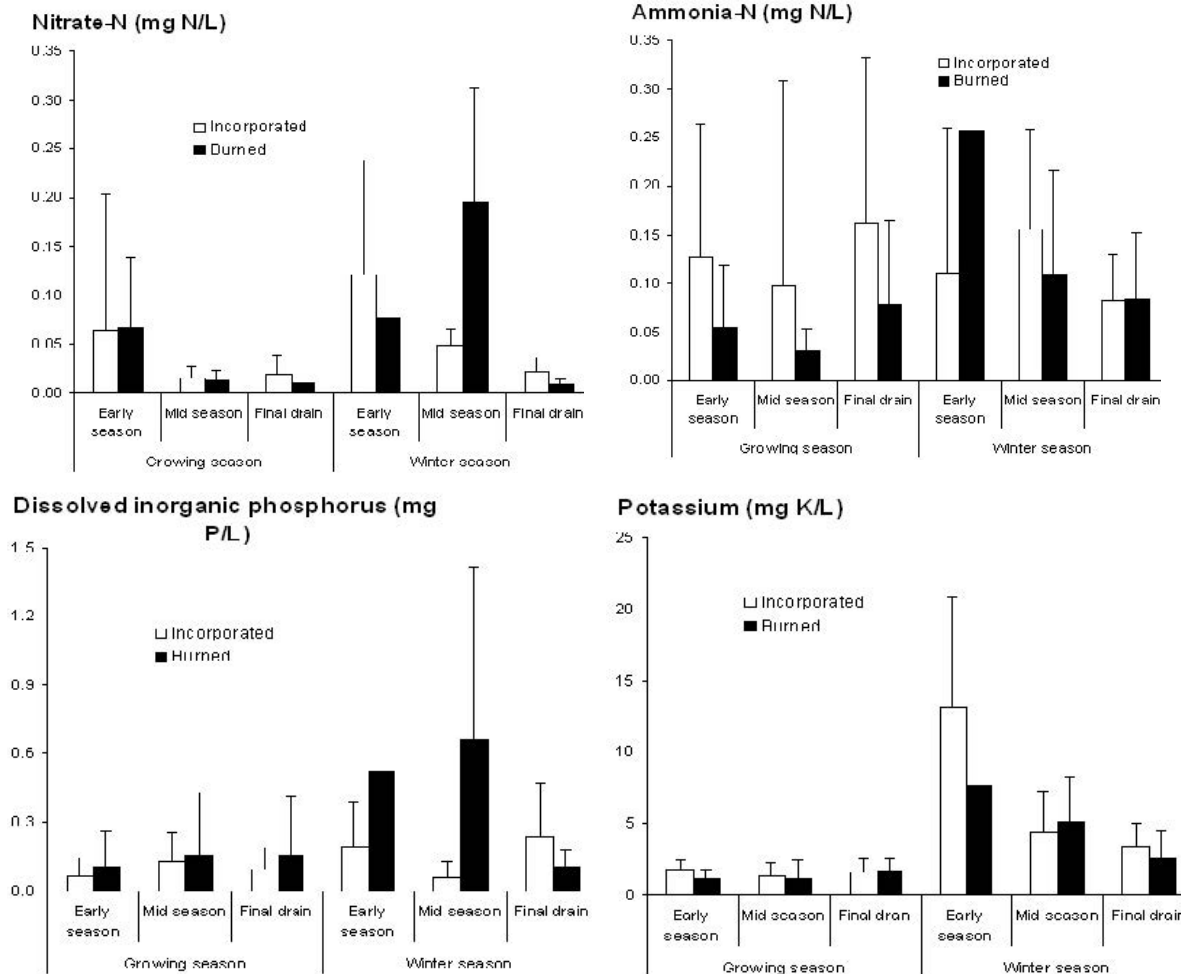 Nitrate-N (mg N/L)
0.35
0.30
0.25
0.20
0.15
0.10
0.05
0.00
Incorporated
Durned
Early season
Mid season
Final drain
Early season
Mid season
Final drain
Crowing season
Winter season
Ammonia-N (mg N/L)
0.35
0.30
0.25
0.20
0.15
0.10
0.05
0.00
Incorporated
Burned
Early season
Mid season
Final drain
Early season
Mid season
Final drain
Growing season
Winter season
Dissolved inorganic phosphorus (mg
P/L)
1.5
1.2
0.9
0.6
0.3
0.0
Incorporated
Hurned
Early season
Mid season
Final drain
Early season
Mid season
Final drain
Growing season
Winter season
Potassium (mg K/L)
25
20
15
10
5
0
Incorporated
Burned
Early season
Mid season
Final dran
Early season
Mid season
Final drain
Growing season
Winter season